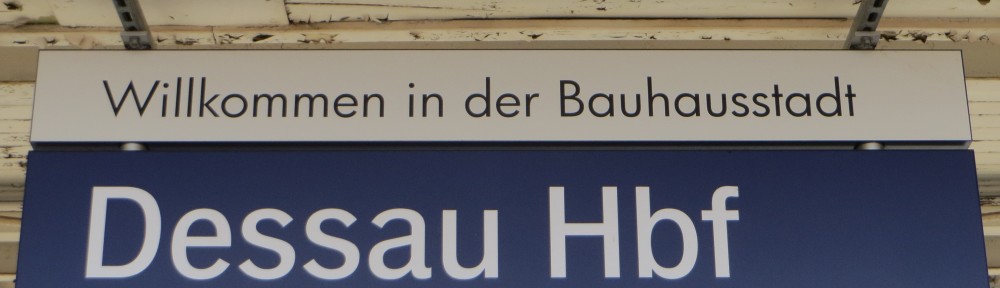 Willkommen in der Bauhausstadt
Dessau Hbf